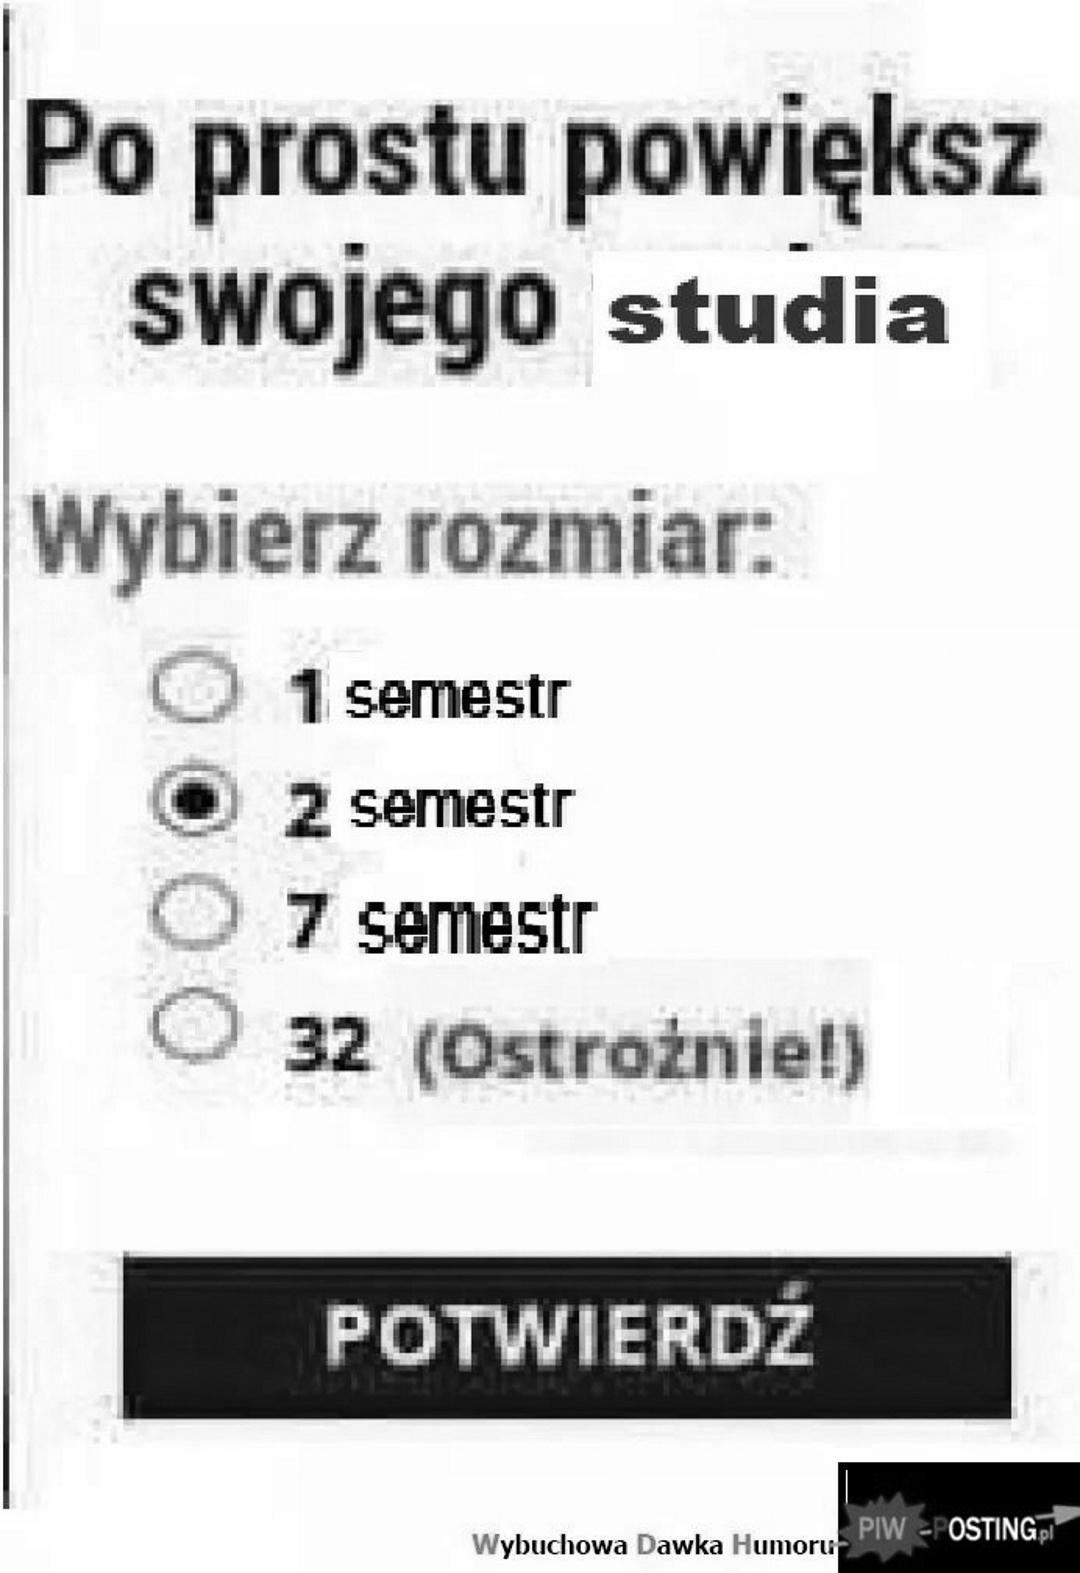 Po prostu powiększ
swojego studia
Wybierz rozmiar:
1 semestr
2 semestr
7 semestr
32 (Ostrożnie!)
POTWIERDŹ
Wybuchowa Dawka Humoru
PIW-POSTING.pl